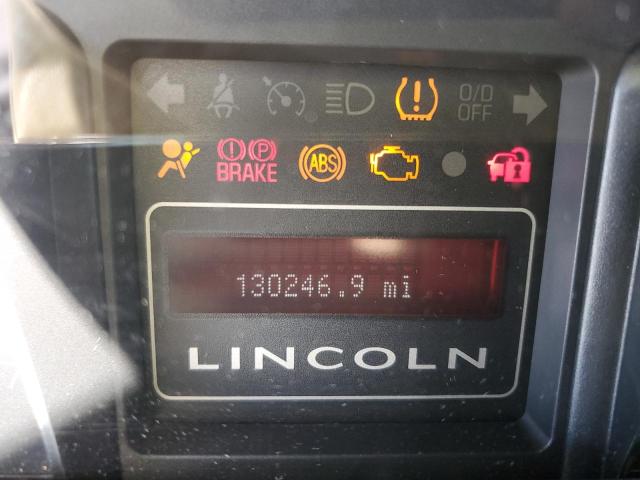 O/D
OFF
(!) (P)
BRAKE
ABS
130246.9 mi
LINCOLN